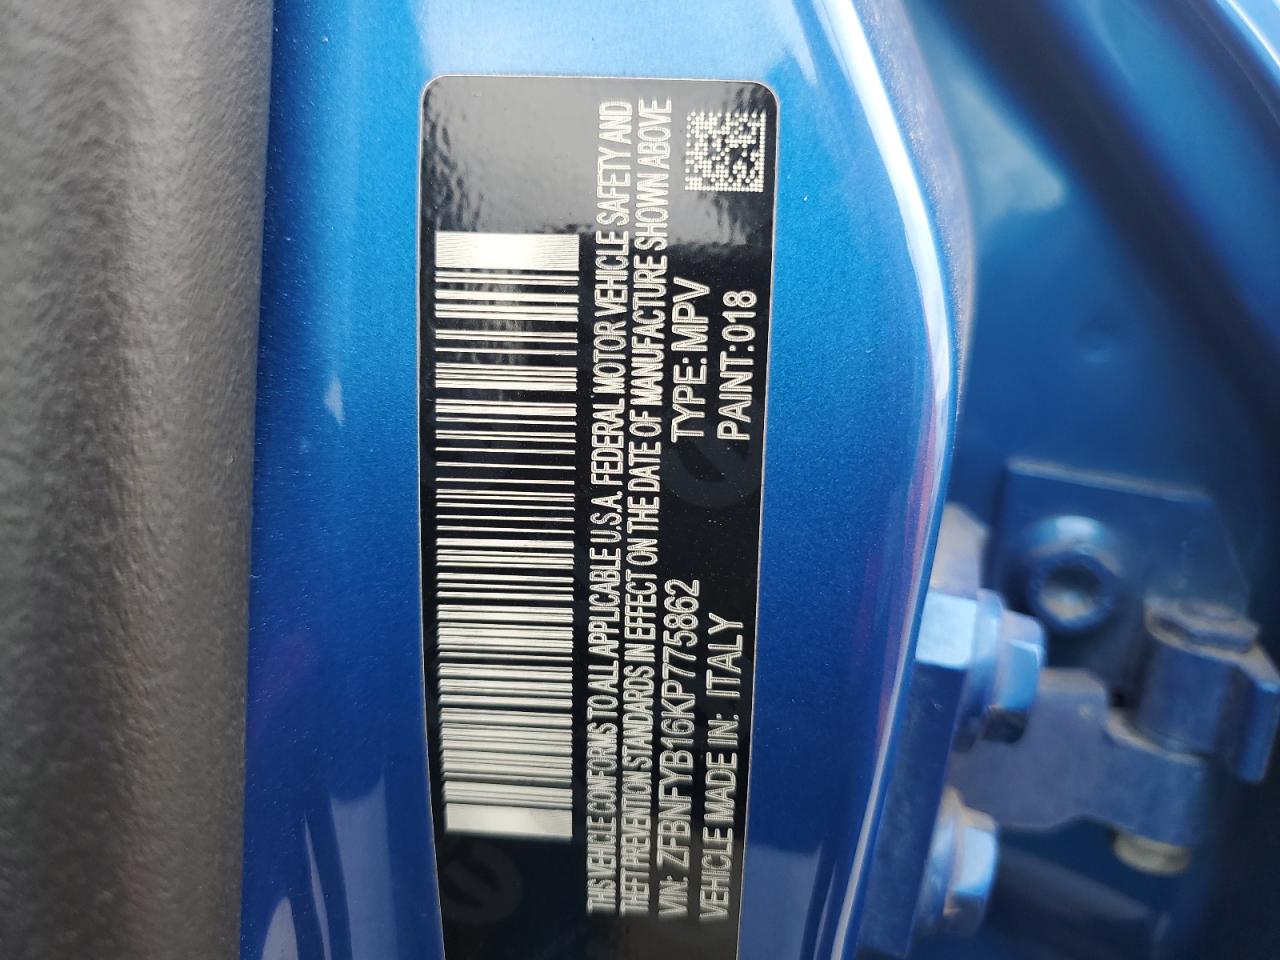 THIS VEHICLE CONFORMS TO ALL APPLICABLE U.S.A. FEDERAL MOTOR VEHICLE SAFETY AND
THEFT PREVENTION STANDARDS IN EFFECT ON THE DATE OF MANUFACTURE SHOWN ABOVE
VIN: ZFBNFYB16KP775862 TYPE: MPV
VEHICLE MADE IN: ITALY PAINT: 018